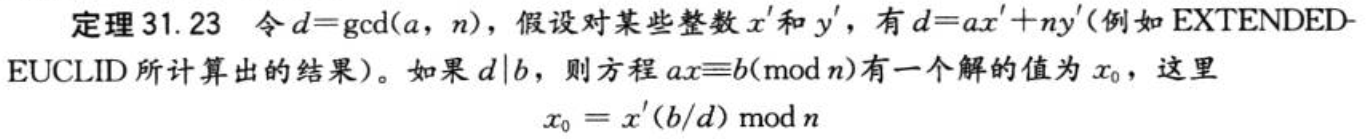 定理 31.23 令 d=gcd(a, n), 假设对某些整数 x′和 y′, 有 d=ax′+ny′(例如 EXTENDED-
EUCLID 所计算出的结果)。如果 d|b, 则方程 ax≡b(mod n)有一个解的值为 x₀, 这里
x₀ = x′(b/d) mod n